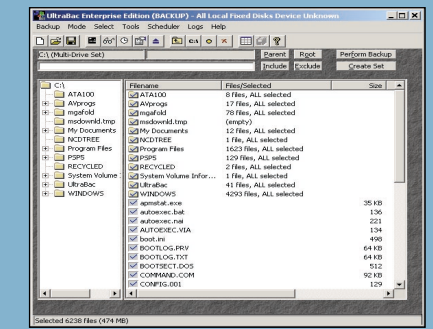 UltraBac Enterprise Edition (BACKUP) - All Local Fixed Disks Device Unknown
Backup Mode Select Tools Scheduler Logs Help
C:\ (Multi-Drive Set)
Parent Root Perform Backup
Include Exclude Create Set
C:\
ATA100
AVprogs
mgafold
msdownld.tmp
My Documents
NCDTREE
Program Files
PSP5
RECYCLED
System Volume I
UltraBac
WINDOWS
Filename Files/Selected Size
ATA100 8 files, ALL selected
AVprogs 17 files, ALL selected
mgafold 78 files, ALL selected
msdownld.tmp (empty)
My Documents 12 files, ALL selected
NCDTREE 1 file, ALL selected
Program Files 1623 files, ALL selected
PSP5 129 files, ALL selected
RECYCLED 2 files, ALL selected
System Volume Infor... 1 file, ALL selected
UltraBac 41 files, ALL selected
WINDOWS 4293 files, ALL selected
apmstat.exe 35 KB
autoexec.bat 136
autoexec.nai 221
AUTOEXEC.VIA 134
boot.ini 498
BOOTLOG.PRV 64 KB
BOOTLOG.TXT 64 KB
BOOTSECT.DOS 512
COMMAND.COM 92 KB
CONFIG.001 129
Selected 6238 files (474 MB)